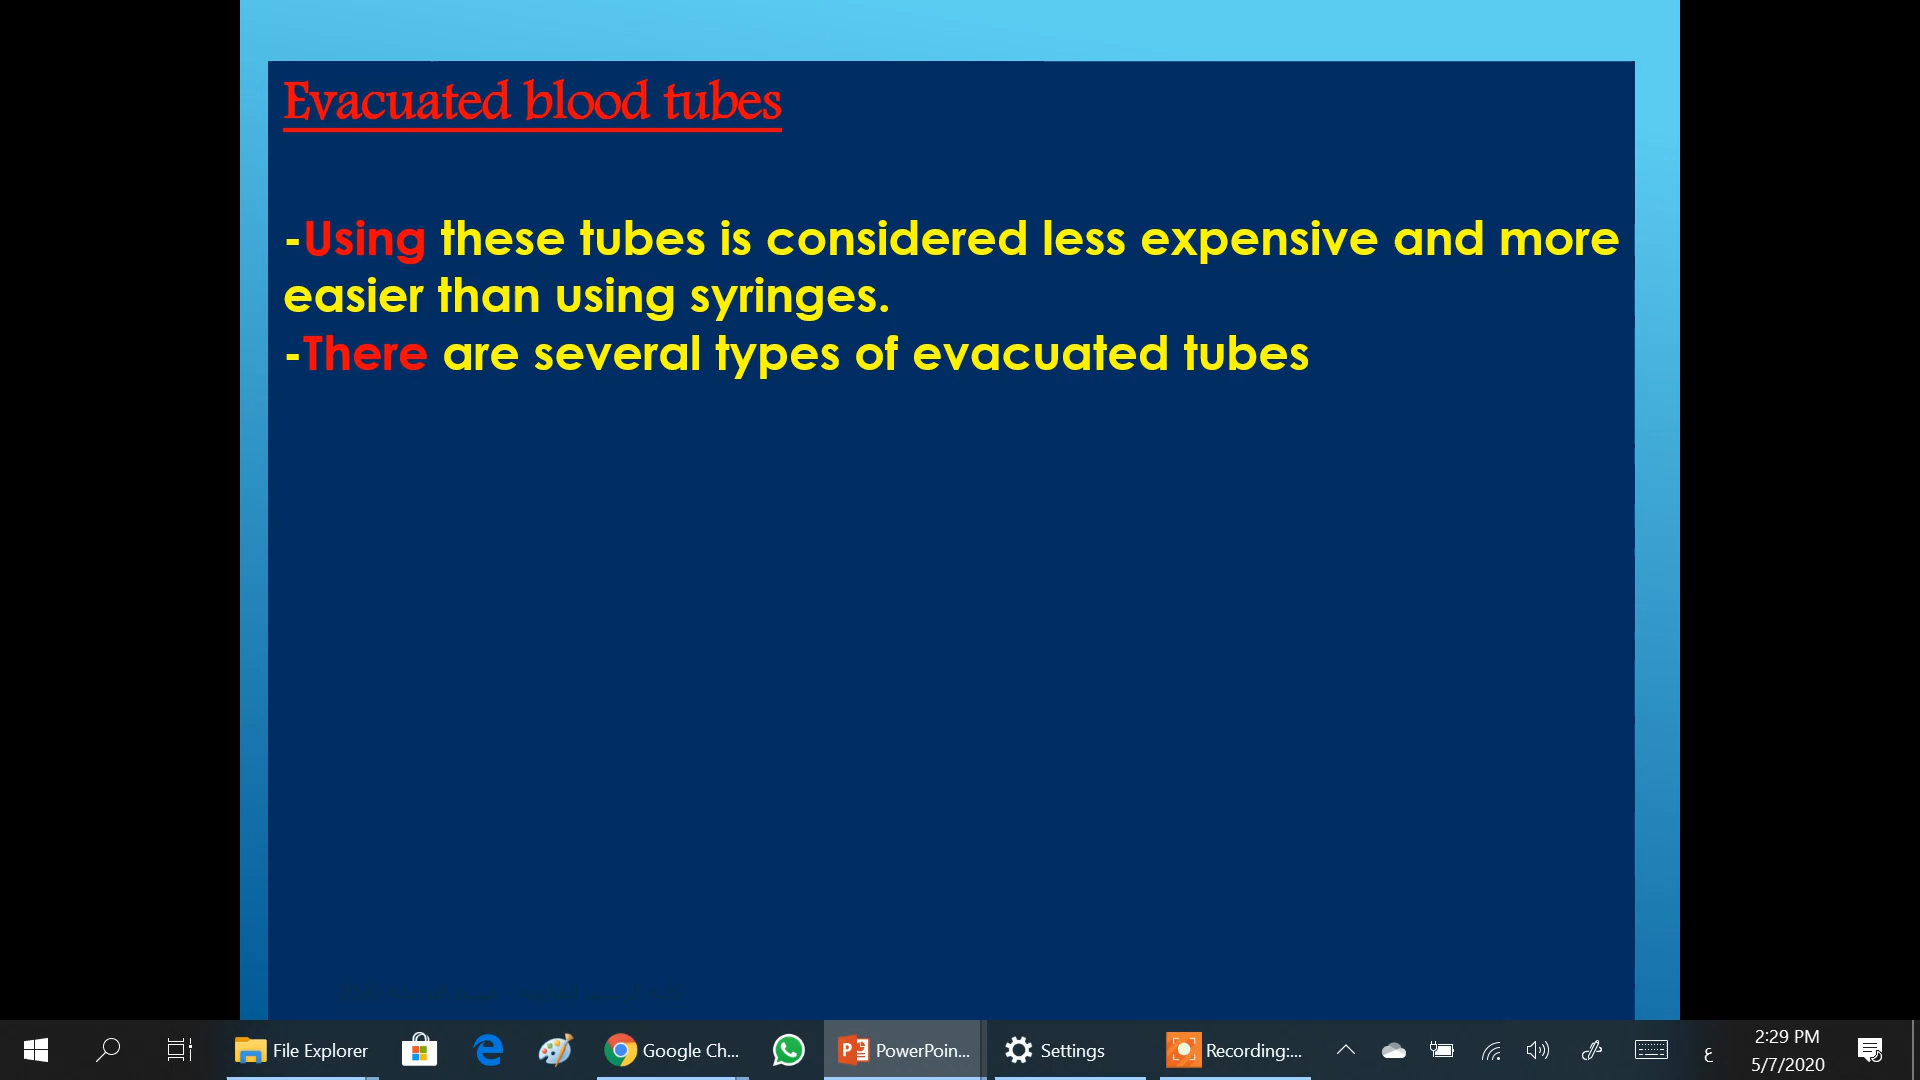 Evacuated blood tubes
-Using these tubes is considered less expensive and more
easier than using syringes.
-There are several types of evacuated tubes
File Explorer
Google Ch...
PowerPoin...
Settings
Recording:...
ع
2:29 PM
5/7/2020